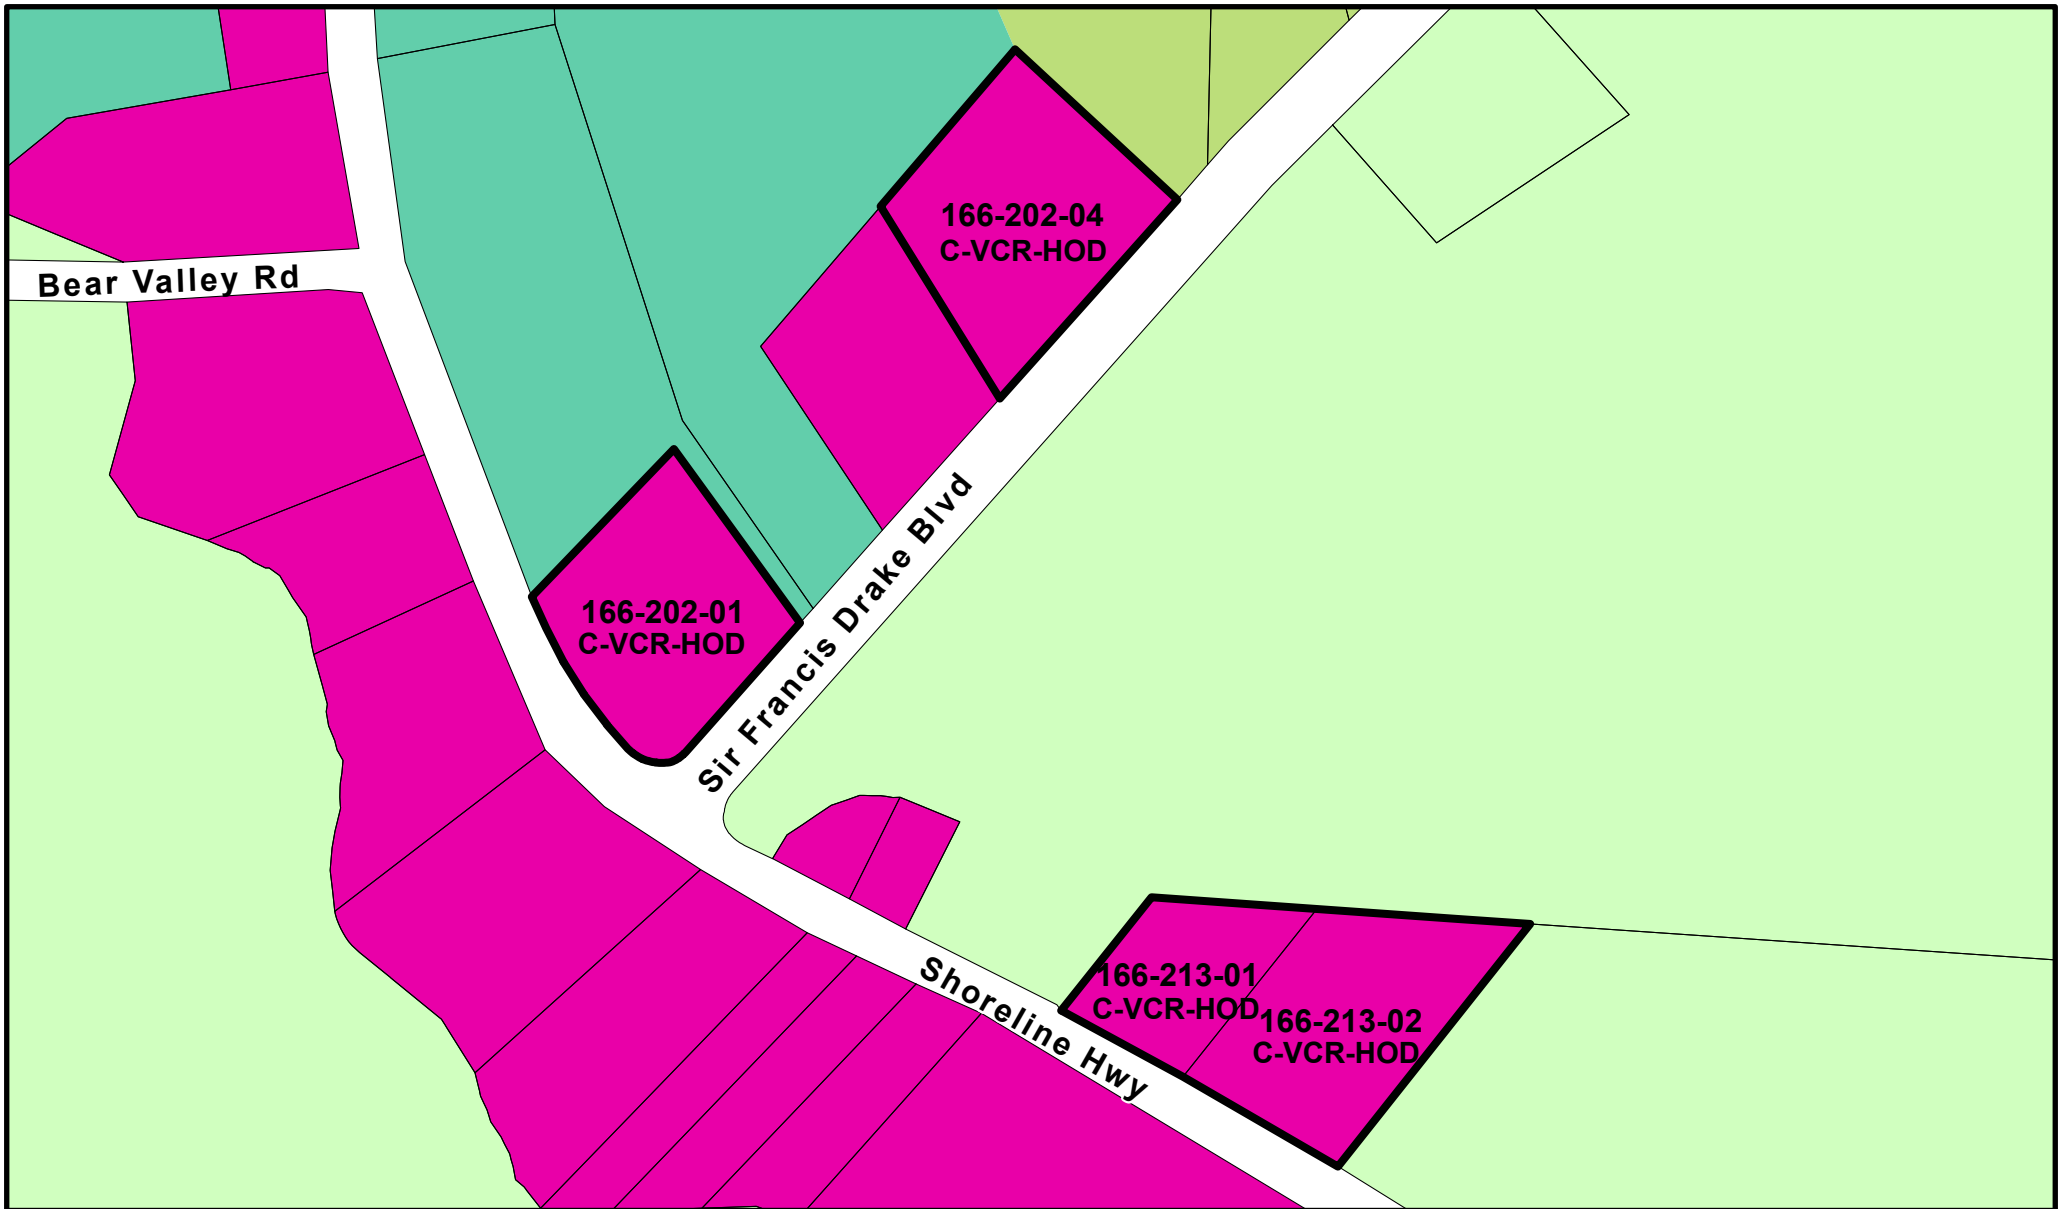 166-202-04
C-VCR-HOD
Bear Valley Rd
166-202-01
C-VCR-HOD
Sir Francis Drake Blvd
166-213-01
C-VCR-HOD
166-213-02
C-VCR-HOD
Shoreline Hwy